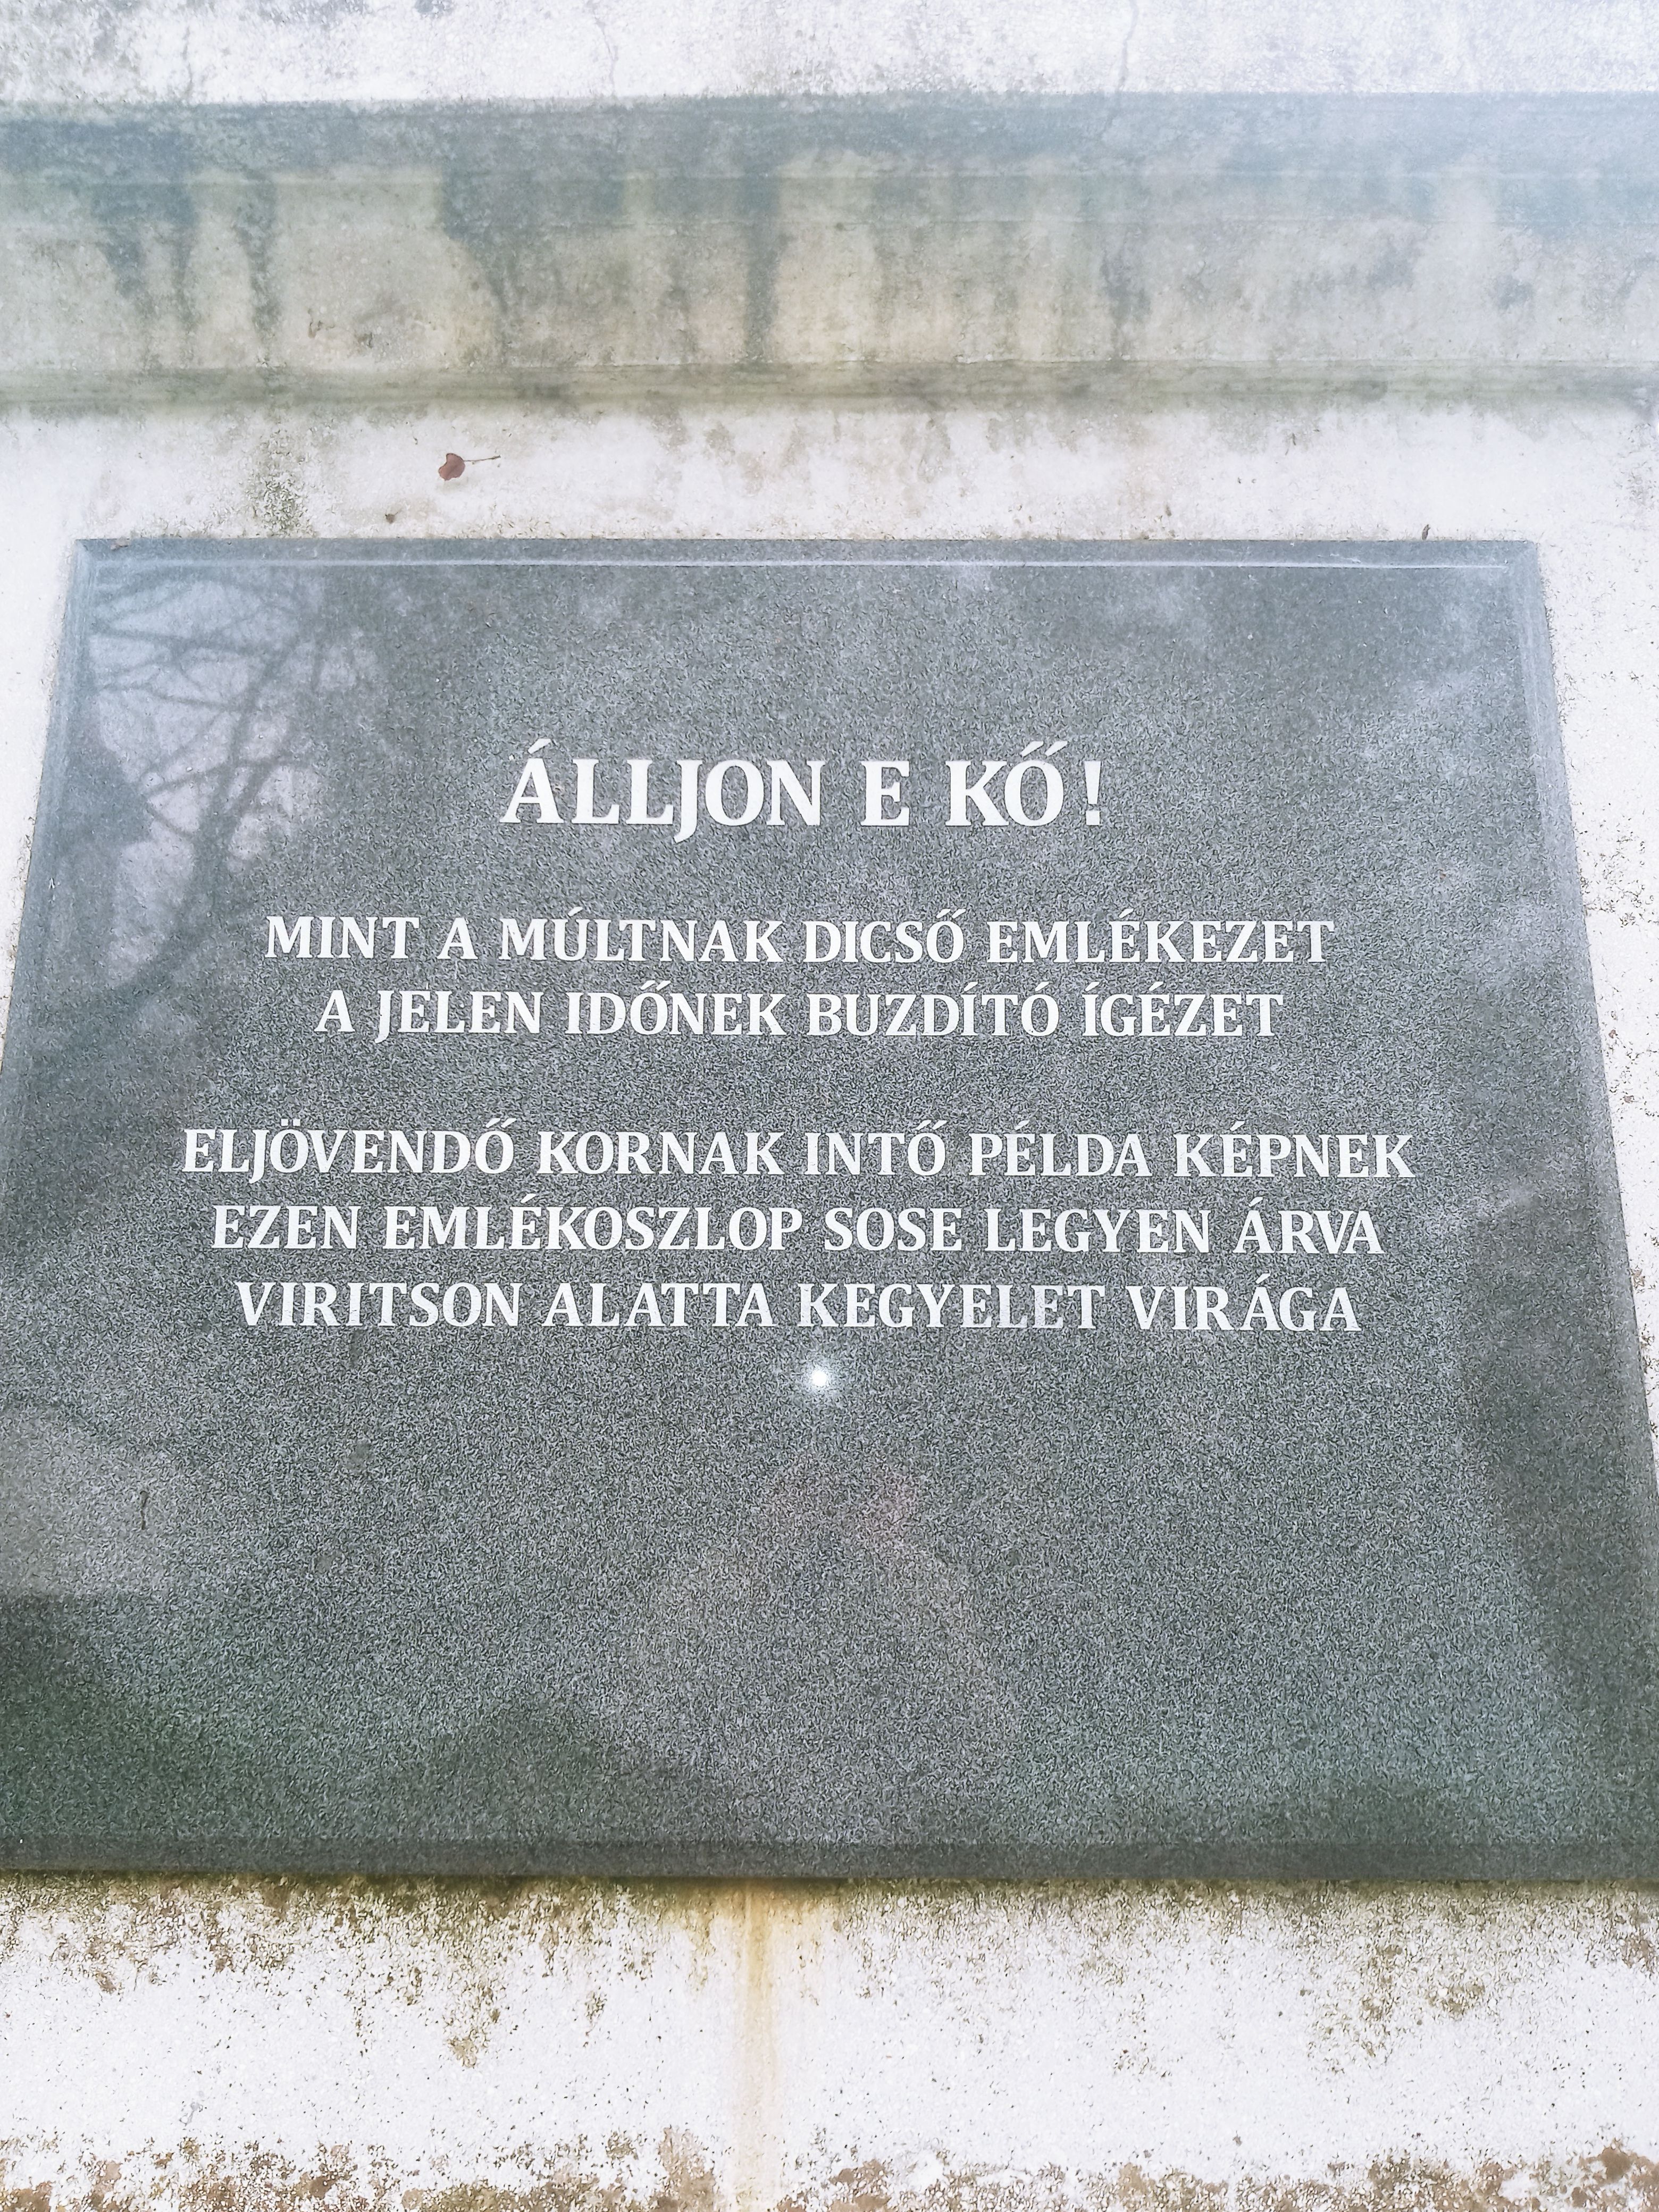 ÁLLJON E KŐ!
MINT A MÚLTNAK DICSŐ EMLÉKEZET
A JELEN IDŐNEK BUZDÍTÓ ÍGÉZET
ELJÖVENDŐ KORNAK INTŐ PÉLDA KÉPNEK
EZEN EMLÉKOSZLOP SOSE LEGYEN ÁRVA
VIRITSON ALATTA KEGYELET VIRÁGA